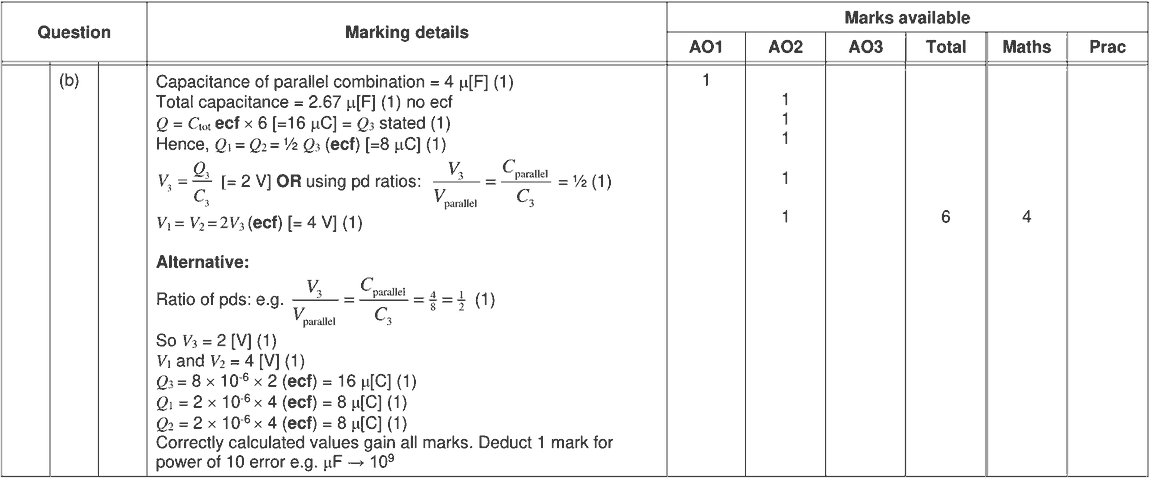 Question Marking details Marks available
AO1 AO2 AO3 Total Maths Prac
(b) Capacitance of parallel combination = 4 μ[F] (1) 1
Total capacitance = 2.67 μ[F] (1) no ecf 1
Q = C_tot ecf × 6 [=16 μC] = Q₃ stated (1) 1
Hence, Q₁ = Q₂ = ½ Q₃ (ecf) [=8 μC] (1) 1
V₃ = Q₃/C₃ [= 2 V] OR using pd ratios: V₃/V_parallel = C_parallel/C₃ = ½ (1) 1
V₁ = V₂ = 2V₃ (ecf) [= 4 V] (1) 1 6 4
Alternative:
Ratio of pds: e.g. V₃/V_parallel = C_parallel/C₃ = 4/8 = 1/2 (1)
So V₃ = 2 [V] (1)
V₁ and V₂ = 4 [V] (1)
Q₃ = 8 × 10⁻⁶ × 2 (ecf) = 16 μ[C] (1)
Q₁ = 2 × 10⁻⁶ × 4 (ecf) = 8 μ[C] (1)
Q₂ = 2 × 10⁻⁶ × 4 (ecf) = 8 μ[C] (1)
Correctly calculated values gain all marks. Deduct 1 mark for
power of 10 error e.g. μF → 10⁹